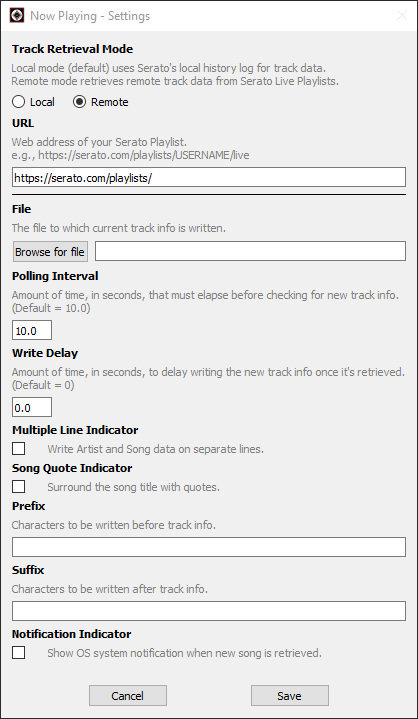 Now Playing - Settings
Track Retrieval Mode
Local mode (default) uses Serato's local history log for track data.
Remote mode retrieves remote track data from Serato Live Playlists.
Local Remote
URL
Web address of your Serato Playlist.
e.g., https://serato.com/playlists/USERNAME/live
https://serato.com/playlists/
File
The file to which current track info is written.
Browse for file
Polling Interval
Amount of time, in seconds, that must elapse before checking for new track info.
(Default = 10.0)
10.0
Write Delay
Amount of time, in seconds, to delay writing the new track info once it's retrieved.
(Default = 0)
0.0
Multiple Line Indicator
Write Artist and Song data on separate lines.
Song Quote Indicator
Surround the song title with quotes.
Prefix
Characters to be written before track info.
Suffix
Characters to be written after track info.
Notification Indicator
Show OS system notification when new song is retrieved.
Cancel Save